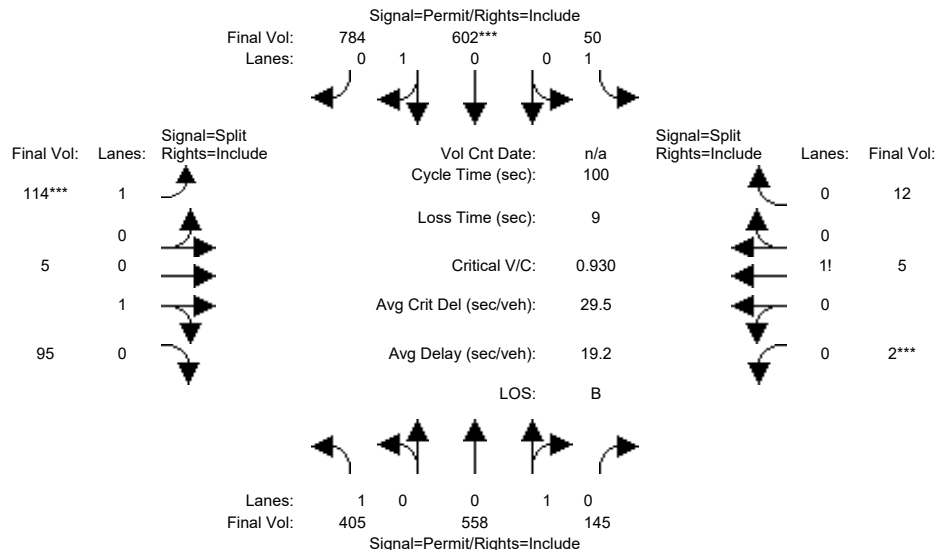 Signal=Permit/Rights=Include
Final Vol: 784 602*** 50
Lanes: 0 1 0 0 1
Signal=Split
Final Vol: Lanes: Rights=Include
Vol Cnt Date: n/a
Signal=Split
Rights=Include Lanes: Final Vol:
Cycle Time (sec): 100
114*** 1
0 12
Loss Time (sec): 9
0
0
5 0
Critical V/C: 0.930
1! 5
1
Avg Crit Del (sec/veh): 29.5
0
95 0
Avg Delay (sec/veh): 19.2
0 2***
LOS: B
Lanes: 1 0 0 1 0
Final Vol: 405 558 145
Signal=Permit/Rights=Include